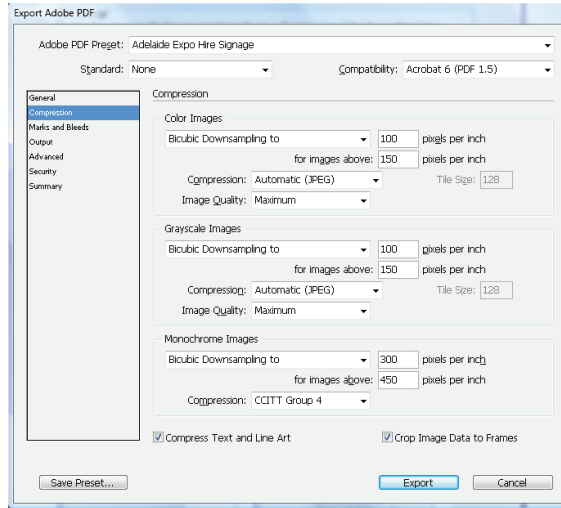 Export Adobe PDF
Adobe PDF Preset: Adelaide Expo Hire Signage
Standard: None Compatibility: Acrobat 6 (PDF 1.5)
General
Compression
Marks and Bleeds
Output
Advanced
Security
Summary
Compression
Color Images
Bicubic Downsampling to 100 pixels per inch
for images above: 150 pixels per inch
Compression: Automatic (JPEG) Tile Size: 128
Image Quality: Maximum
Grayscale Images
Bicubic Downsampling to 100 pixels per inch
for images above: 150 pixels per inch
Compression: Automatic (JPEG) Tile Size: 128
Image Quality: Maximum
Monochrome Images
Bicubic Downsampling to 300 pixels per inch
for images above: 450 pixels per inch
Compression: CCITT Group 4
Compress Text and Line Art Crop Image Data to Frames
Save Preset... Export Cancel